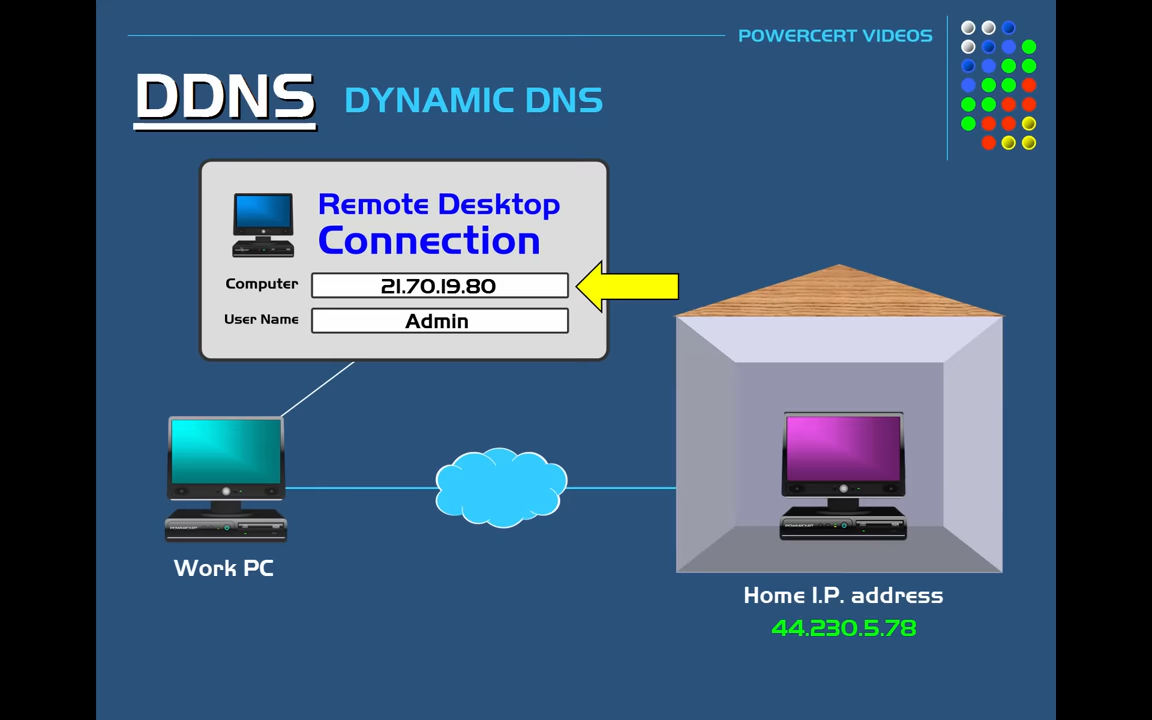 POWERCERT VIDEOS
DDNS
DYNAMIC DNS
Remote Desktop
Connection
Computer
21.70.19.80
User Name
Admin
Work PC
Home I.P. address
44.230.5.78